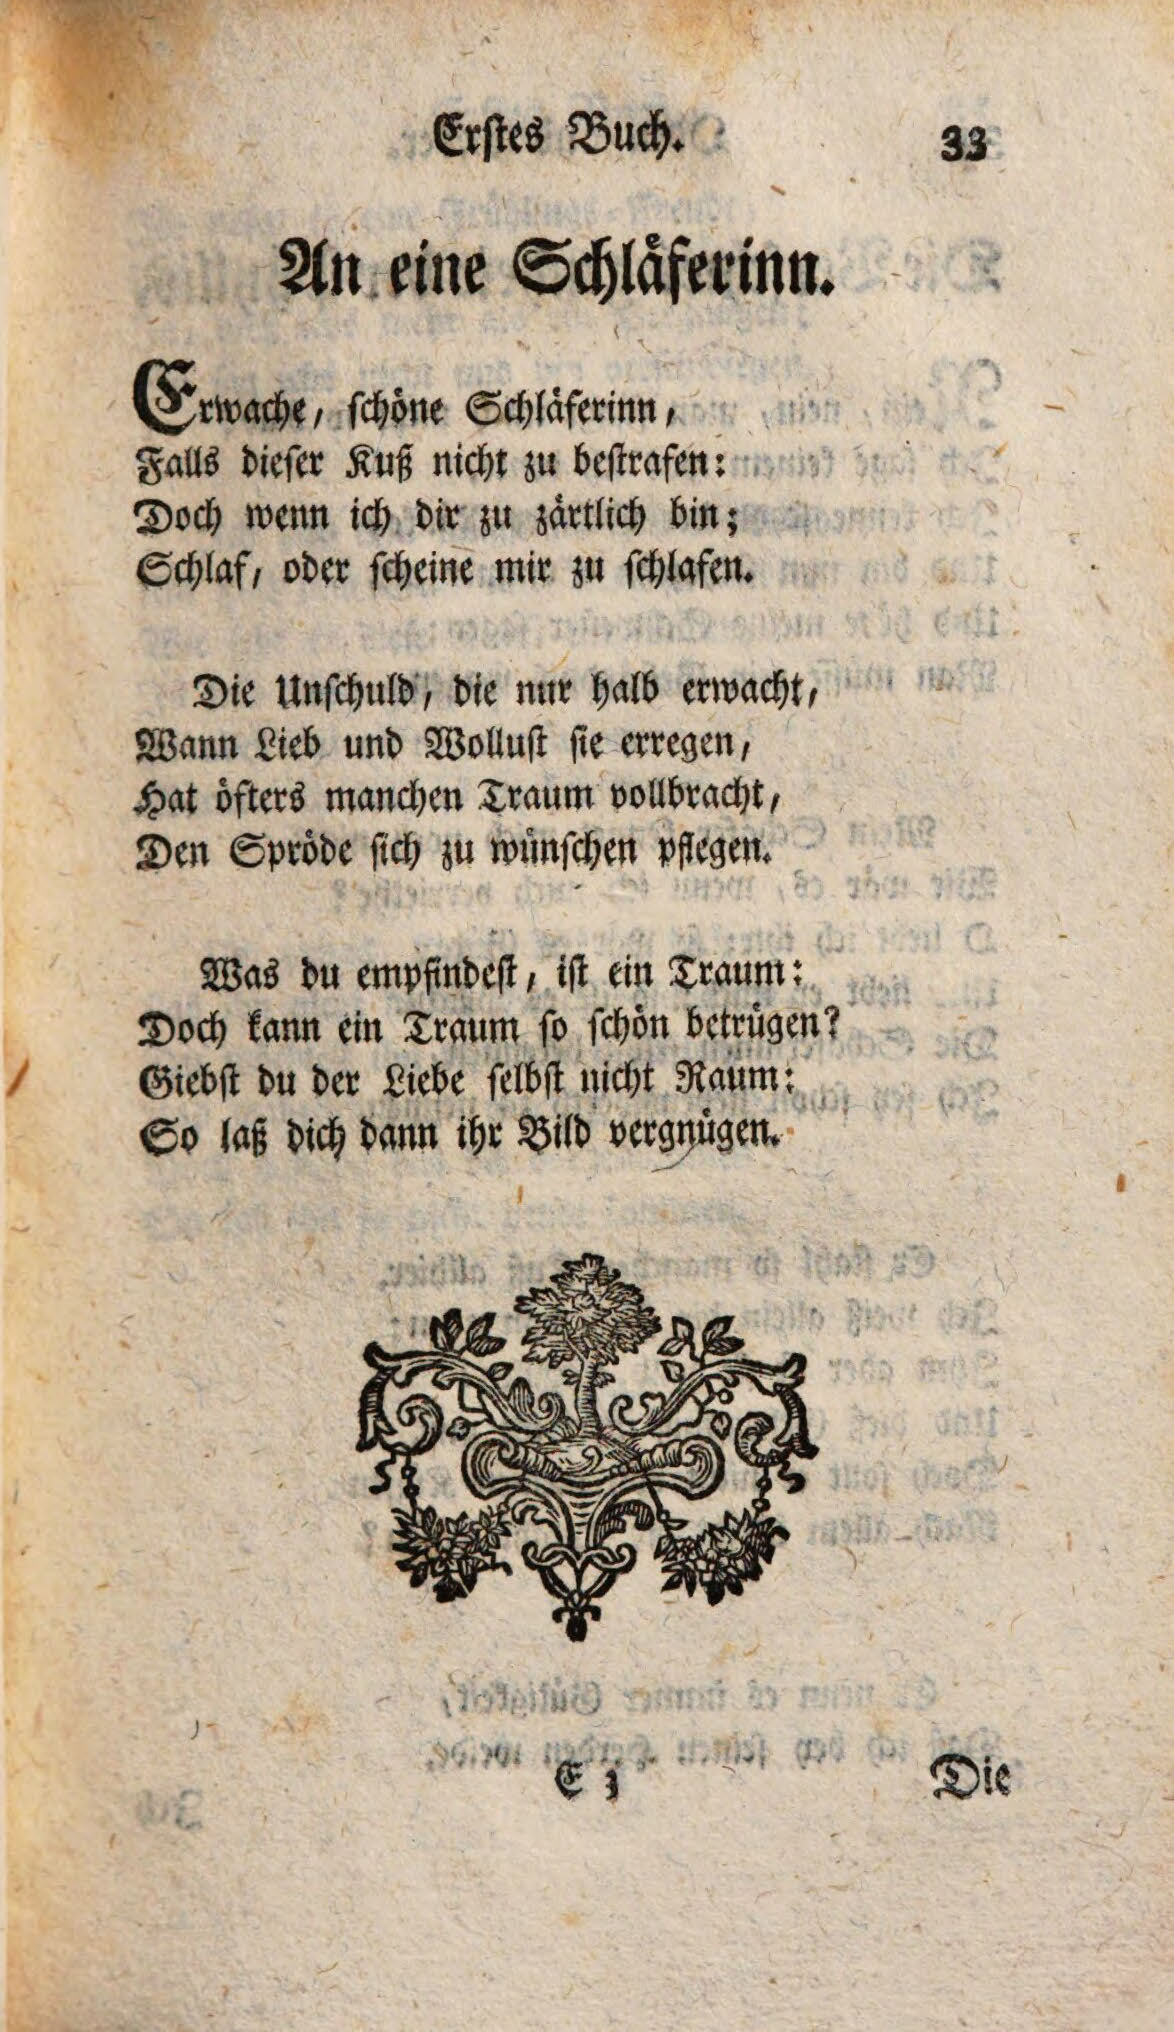 Erstes Buch. 33
An eine Schläferinn.
Erwache, schöne Schläferinn,
Falls dieser Kuß nicht zu bestrafen:
Doch wenn ich dir zu zärtlich bin;
Schlaf, oder scheine mir zu schlafen.
Die Unschuld, die nur halb erwacht,
Wann Lieb und Wollust sie erregen,
Hat öfters manchen Traum vollbracht,
Den Spröde sich zu wünschen pflegen.
Was du empfindest, ist ein Traum:
Doch kann ein Traum so schön betrügen?
Giebst du der Liebe selbst nicht Raum:
So laß dich dann ihr Bild vergnügen.
E 3 Die